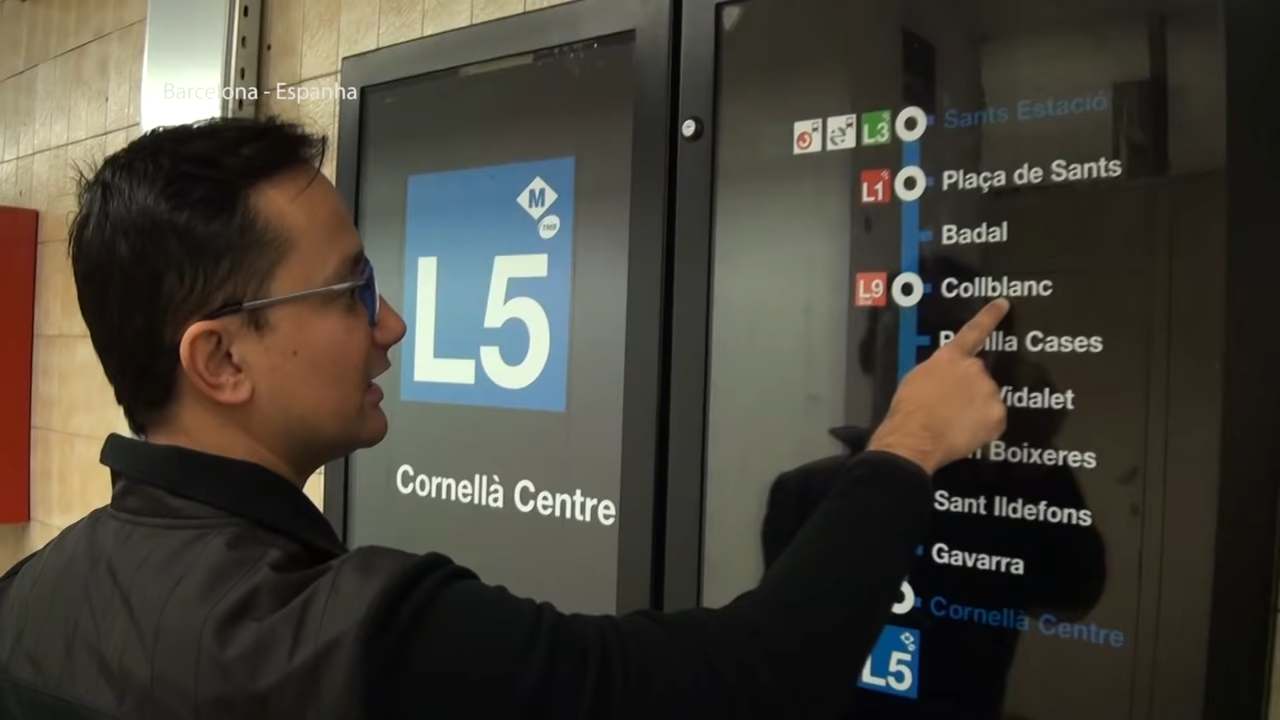 Barcelona - Espanha
M
TMB
L5
Cornellà Centre
L3 Sants Estació
L1 Plaça de Sants
Badal
L9 Collblanc
Cases
Vidalet
Boixeres
Sant Ildefons
Gavarra
Cornellà Centre
L5